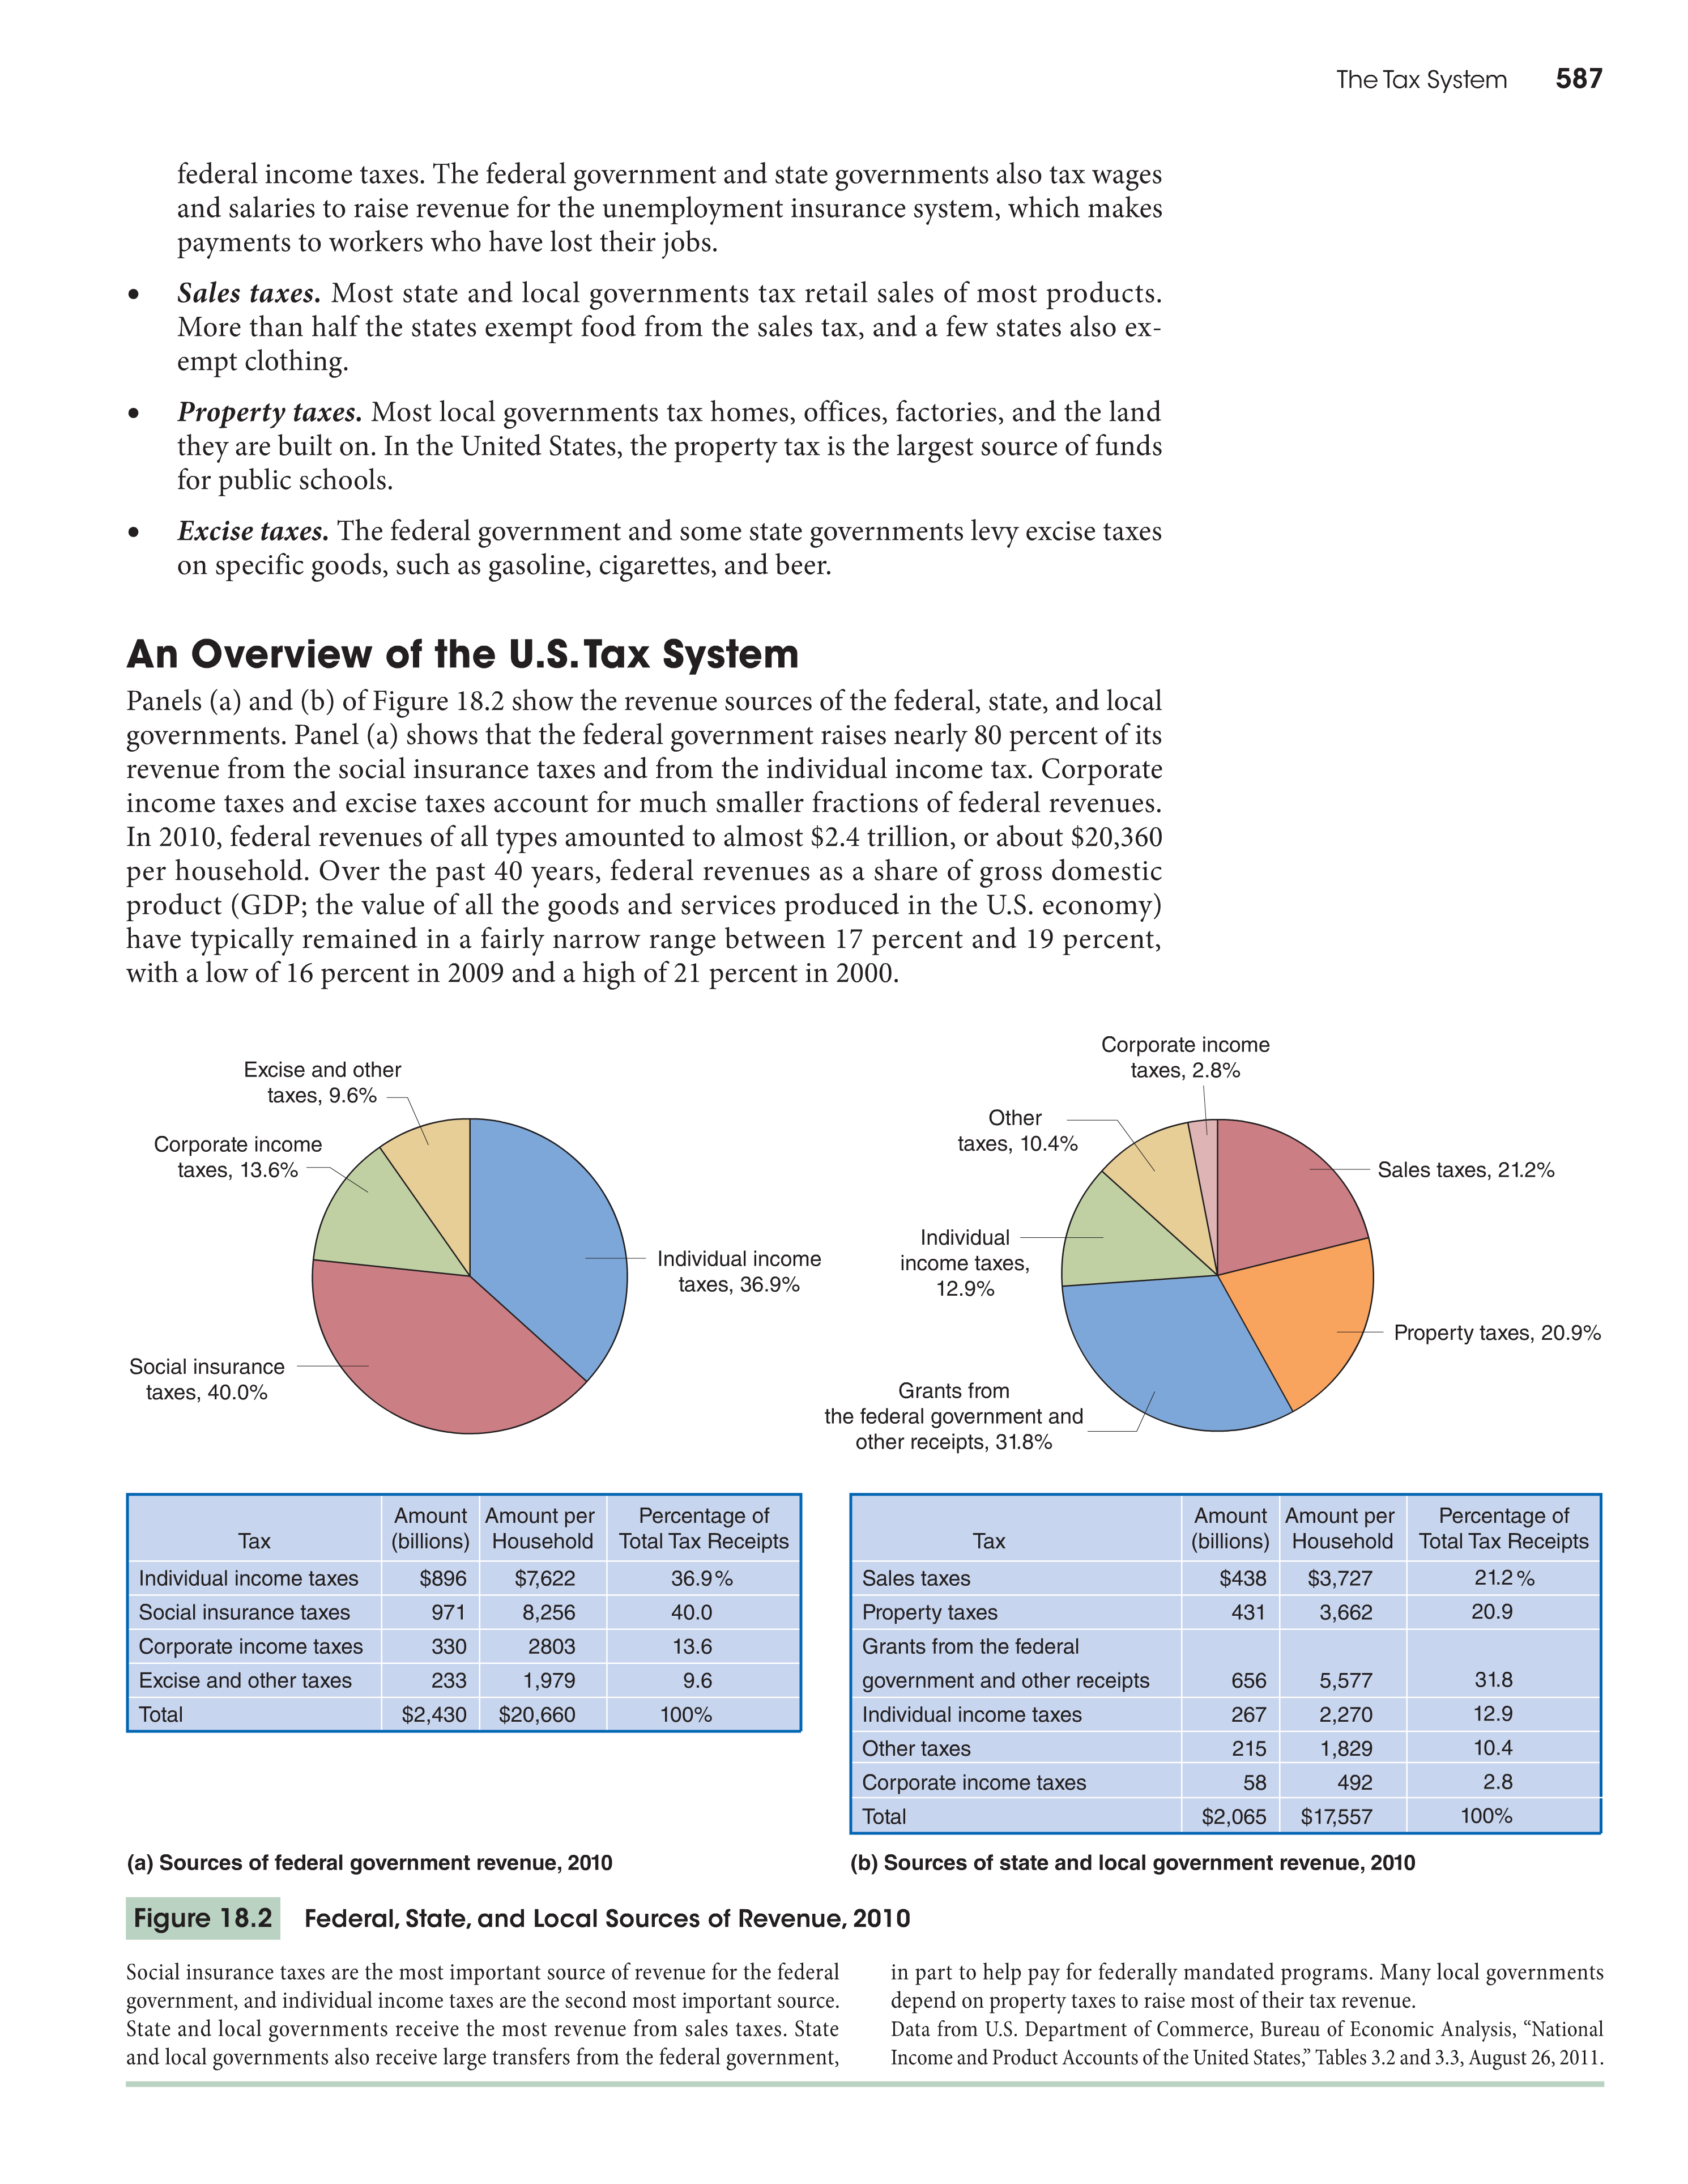 The Tax System 587
federal income taxes. The federal government and state governments also tax wages
and salaries to raise revenue for the unemployment insurance system, which makes
payments to workers who have lost their jobs.
• Sales taxes. Most state and local governments tax retail sales of most products.
More than half the states exempt food from the sales tax, and a few states also ex-
empt clothing.
• Property taxes. Most local governments tax homes, offices, factories, and the land
they are built on. In the United States, the property tax is the largest source of funds
for public schools.
• Excise taxes. The federal government and some state governments levy excise taxes
on specific goods, such as gasoline, cigarettes, and beer.
An Overview of the U.S. Tax System
Panels (a) and (b) of Figure 18.2 show the revenue sources of the federal, state, and local
governments. Panel (a) shows that the federal government raises nearly 80 percent of its
revenue from the social insurance taxes and from the individual income tax. Corporate
income taxes and excise taxes account for much smaller fractions of federal revenues.
In 2010, federal revenues of all types amounted to almost $2.4 trillion, or about $20,360
per household. Over the past 40 years, federal revenues as a share of gross domestic
product (GDP; the value of all the goods and services produced in the U.S. economy)
have typically remained in a fairly narrow range between 17 percent and 19 percent,
with a low of 16 percent in 2009 and a high of 21 percent in 2000.
Excise and other
taxes, 9.6%
Corporate income
taxes, 13.6%
Individual income
taxes, 36.9%
Social insurance
taxes, 40.0%
Corporate income
taxes, 2.8%
Other
taxes, 10.4%
Sales taxes, 21.2%
Individual
income taxes,
12.9%
Property taxes, 20.9%
Grants from
the federal government and
other receipts, 31.8%
Tax Amount (billions) Amount per Household Percentage of Total Tax Receipts
Individual income taxes $896 $7,622 36.9%
Social insurance taxes 971 8,256 40.0
Corporate income taxes 330 2803 13.6
Excise and other taxes 233 1,979 9.6
Total $2,430 $20,660 100%
(a) Sources of federal government revenue, 2010
Tax Amount (billions) Amount per Household Percentage of Total Tax Receipts
Sales taxes $438 $3,727 21.2%
Property taxes 431 3,662 20.9
Grants from the federal
government and other receipts 656 5,577 31.8
Individual income taxes 267 2,270 12.9
Other taxes 215 1,829 10.4
Corporate income taxes 58 492 2.8
Total $2,065 $17,557 100%
(b) Sources of state and local government revenue, 2010
Figure 18.2 Federal, State, and Local Sources of Revenue, 2010
Social insurance taxes are the most important source of revenue for the federal
government, and individual income taxes are the second most important source.
State and local governments receive the most revenue from sales taxes. State
and local governments also receive large transfers from the federal government,
in part to help pay for federally mandated programs. Many local governments
depend on property taxes to raise most of their tax revenue.
Data from U.S. Department of Commerce, Bureau of Economic Analysis, “National
Income and Product Accounts of the United States,” Tables 3.2 and 3.3, August 26, 2011.